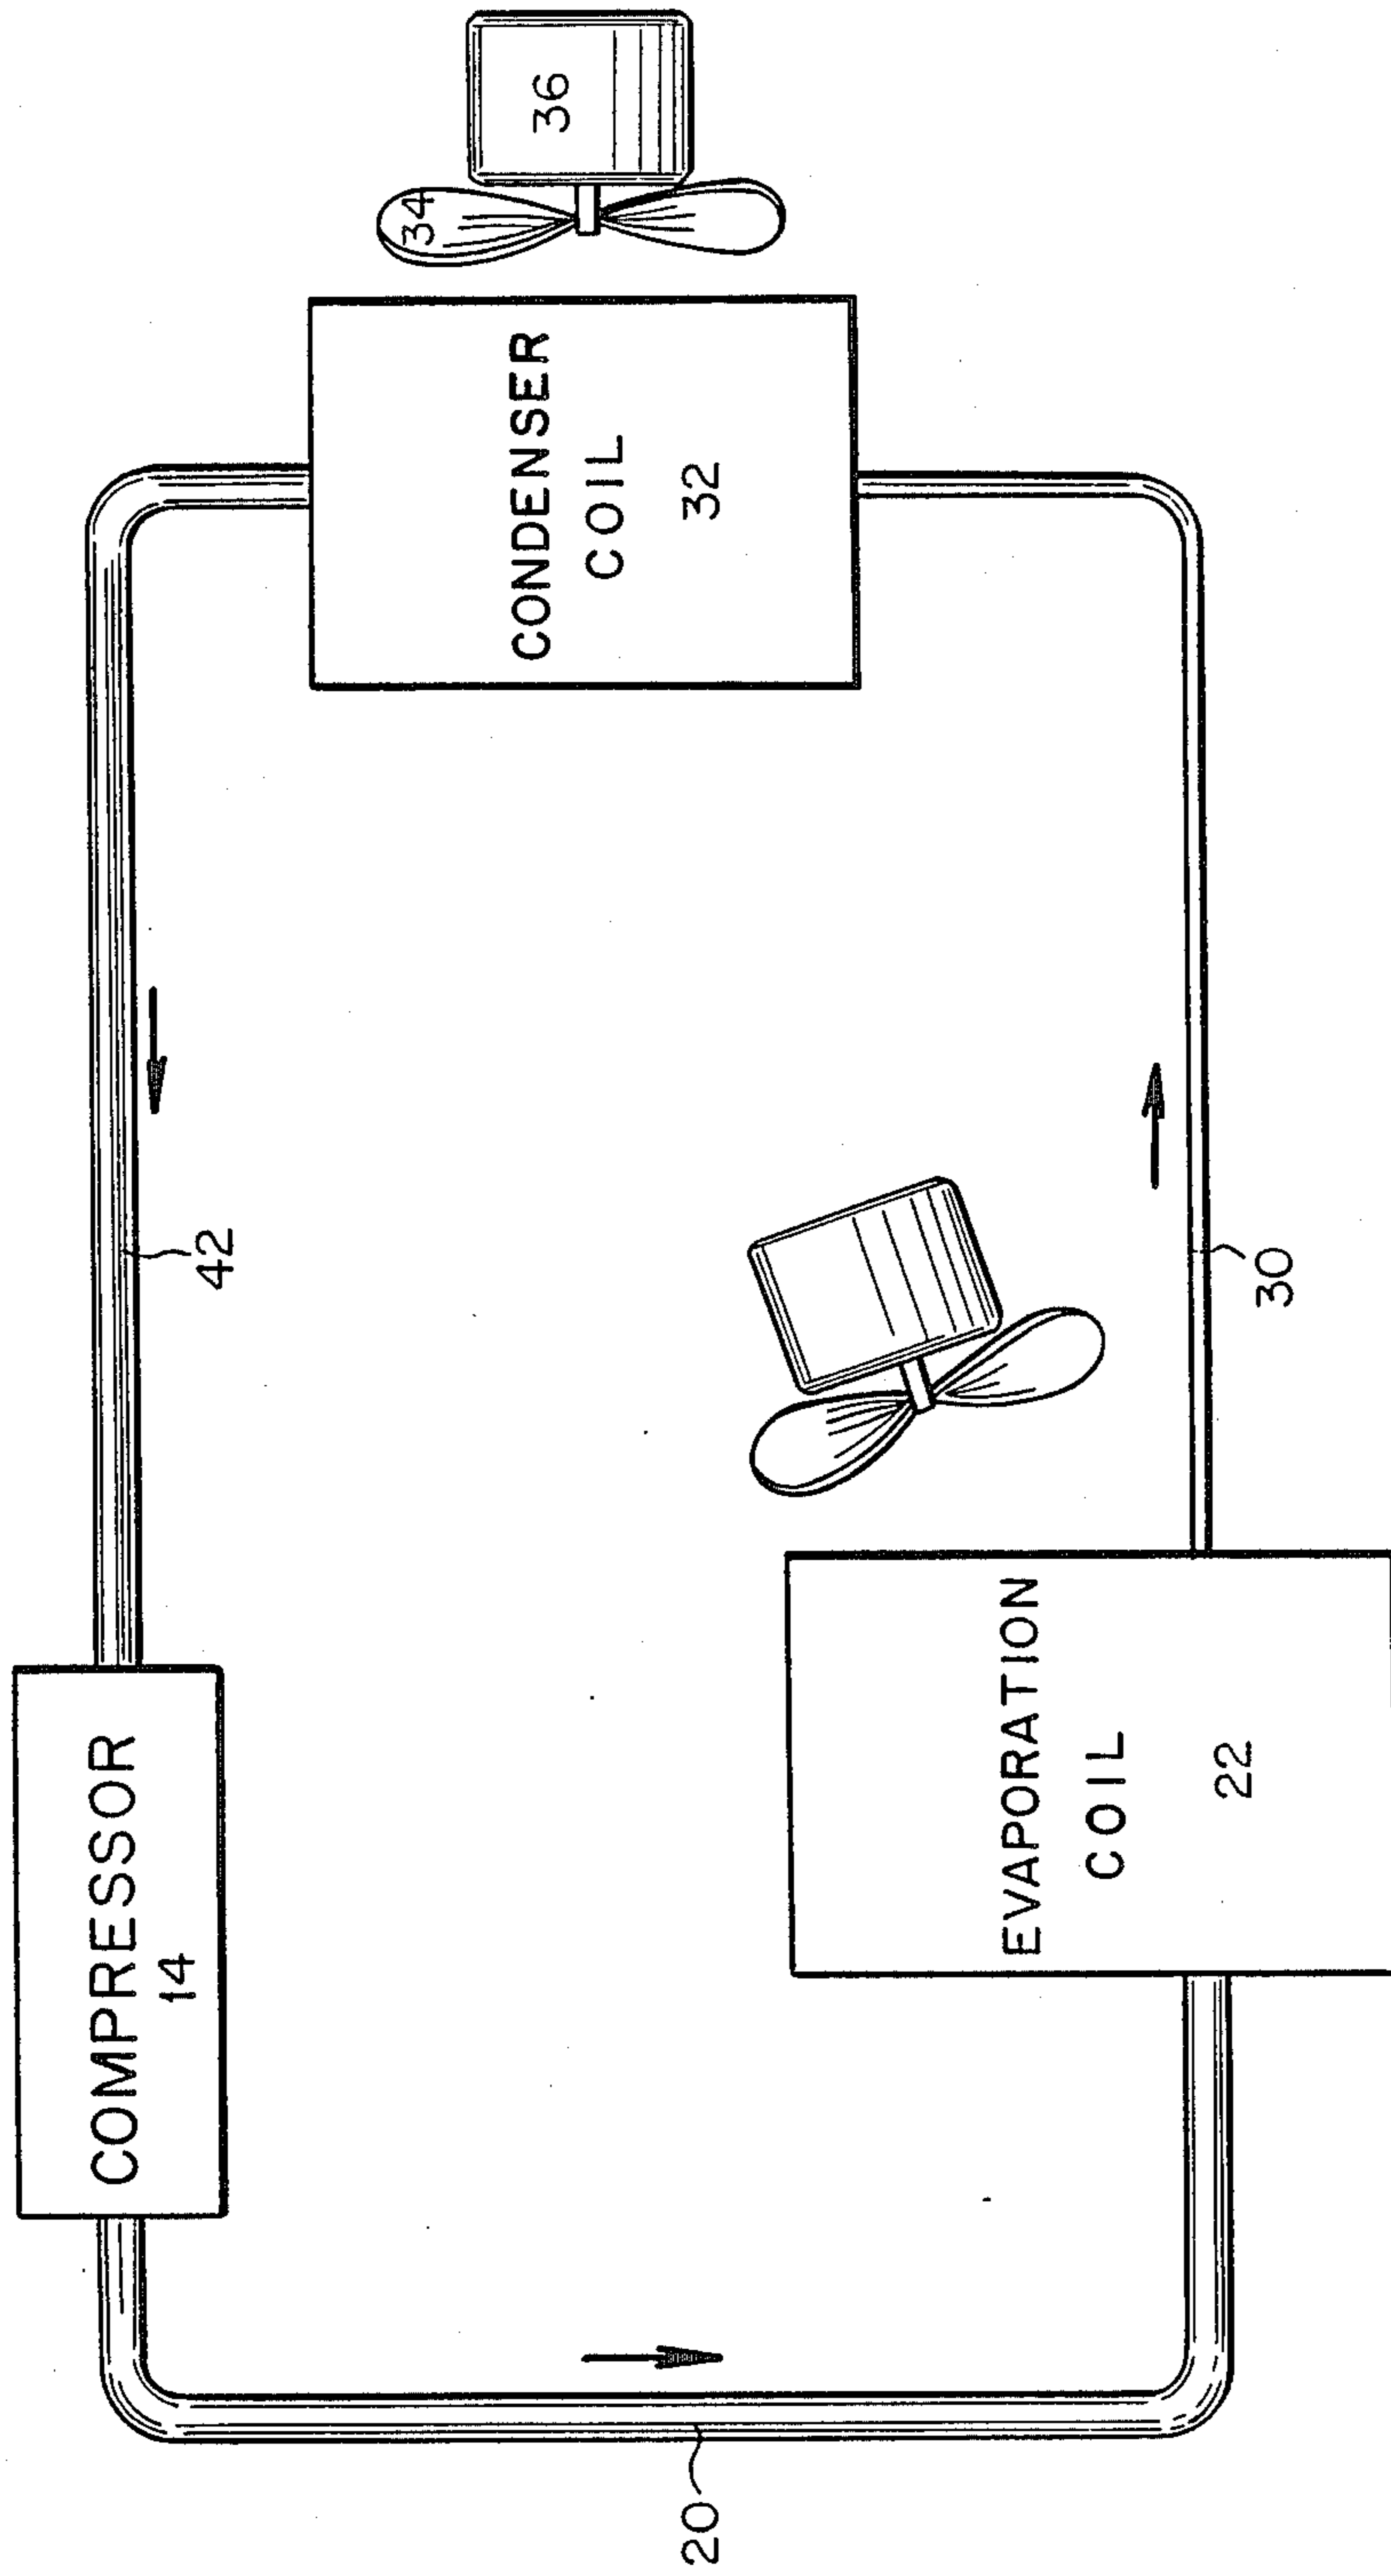 COMPRESSOR
14
42
20
34
36
CONDENSER
COIL
32
EVAPORATION
COIL
22
30